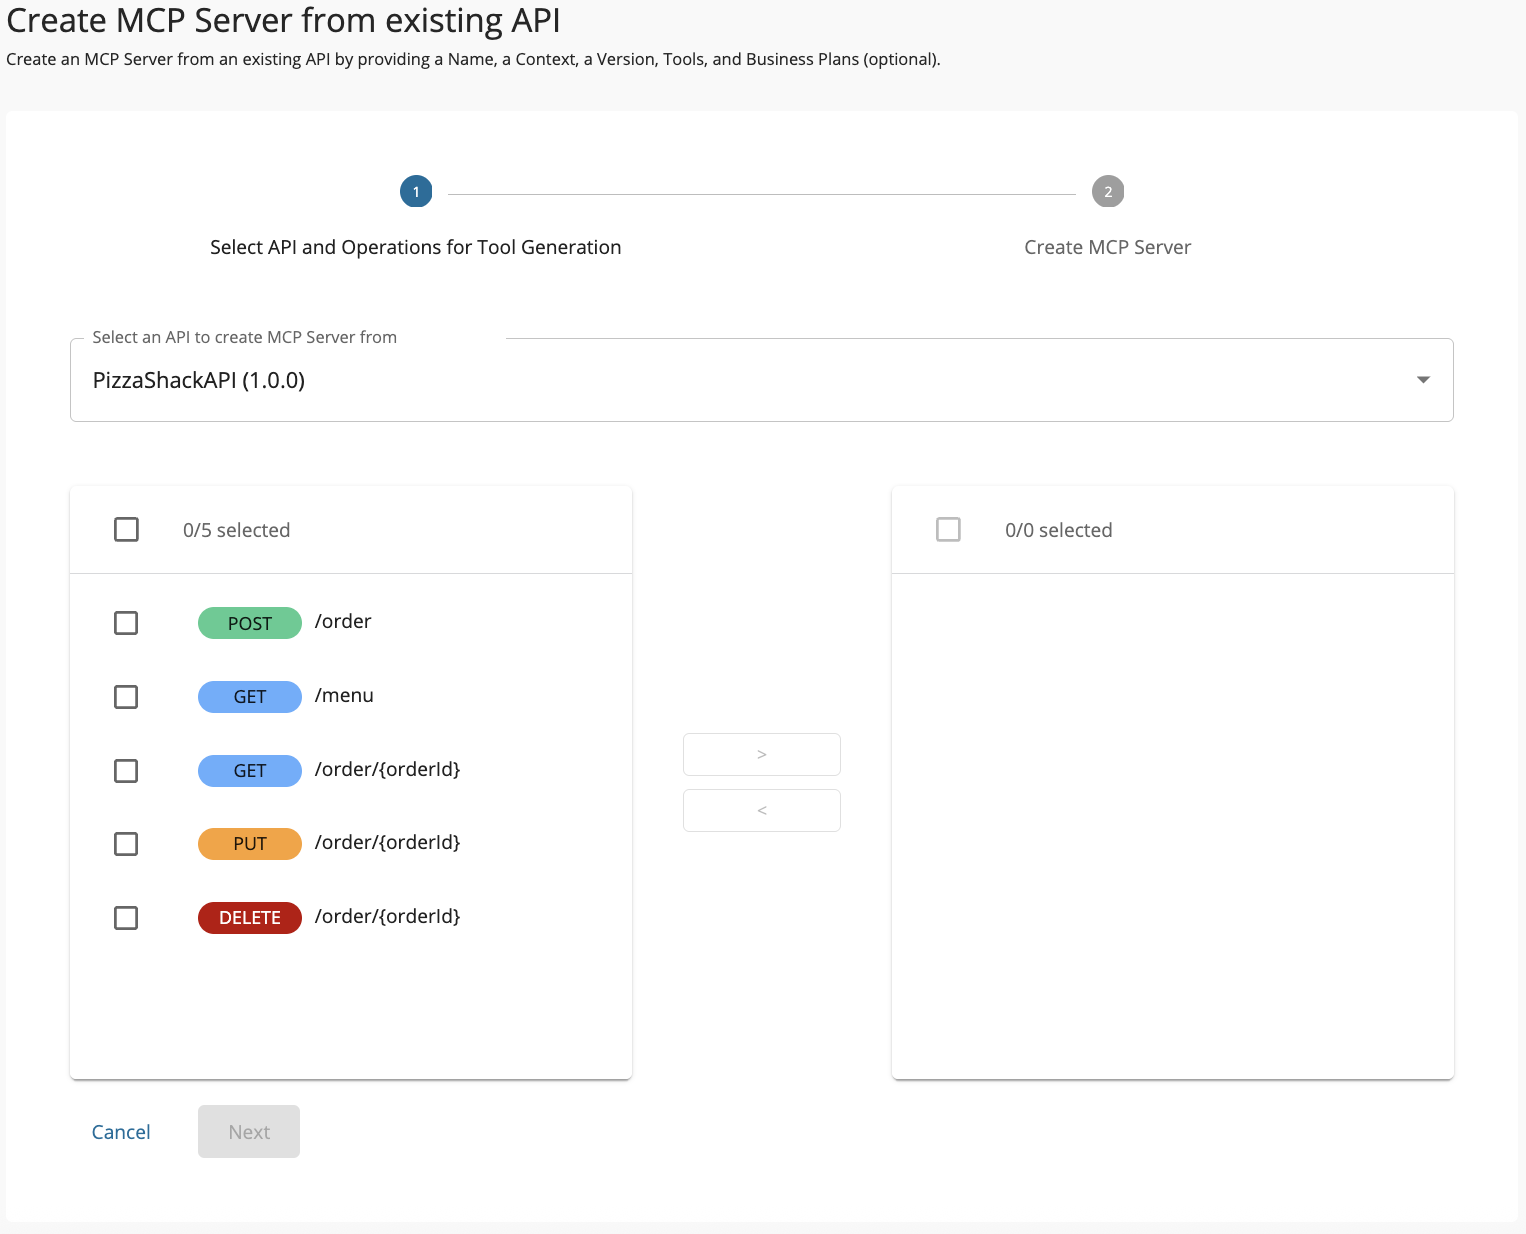 Create MCP Server from existing API
Create an MCP Server from an existing API by providing a Name, a Context, a Version, Tools, and Business Plans (optional).
1
2
Select API and Operations for Tool Generation
Create MCP Server
Select an API to create MCP Server from
PizzaShackAPI (1.0.0)
0/5 selected
POST /order
GET /menu
GET /order/{orderId}
PUT /order/{orderId}
DELETE /order/{orderId}
>
<
0/0 selected
Cancel
Next